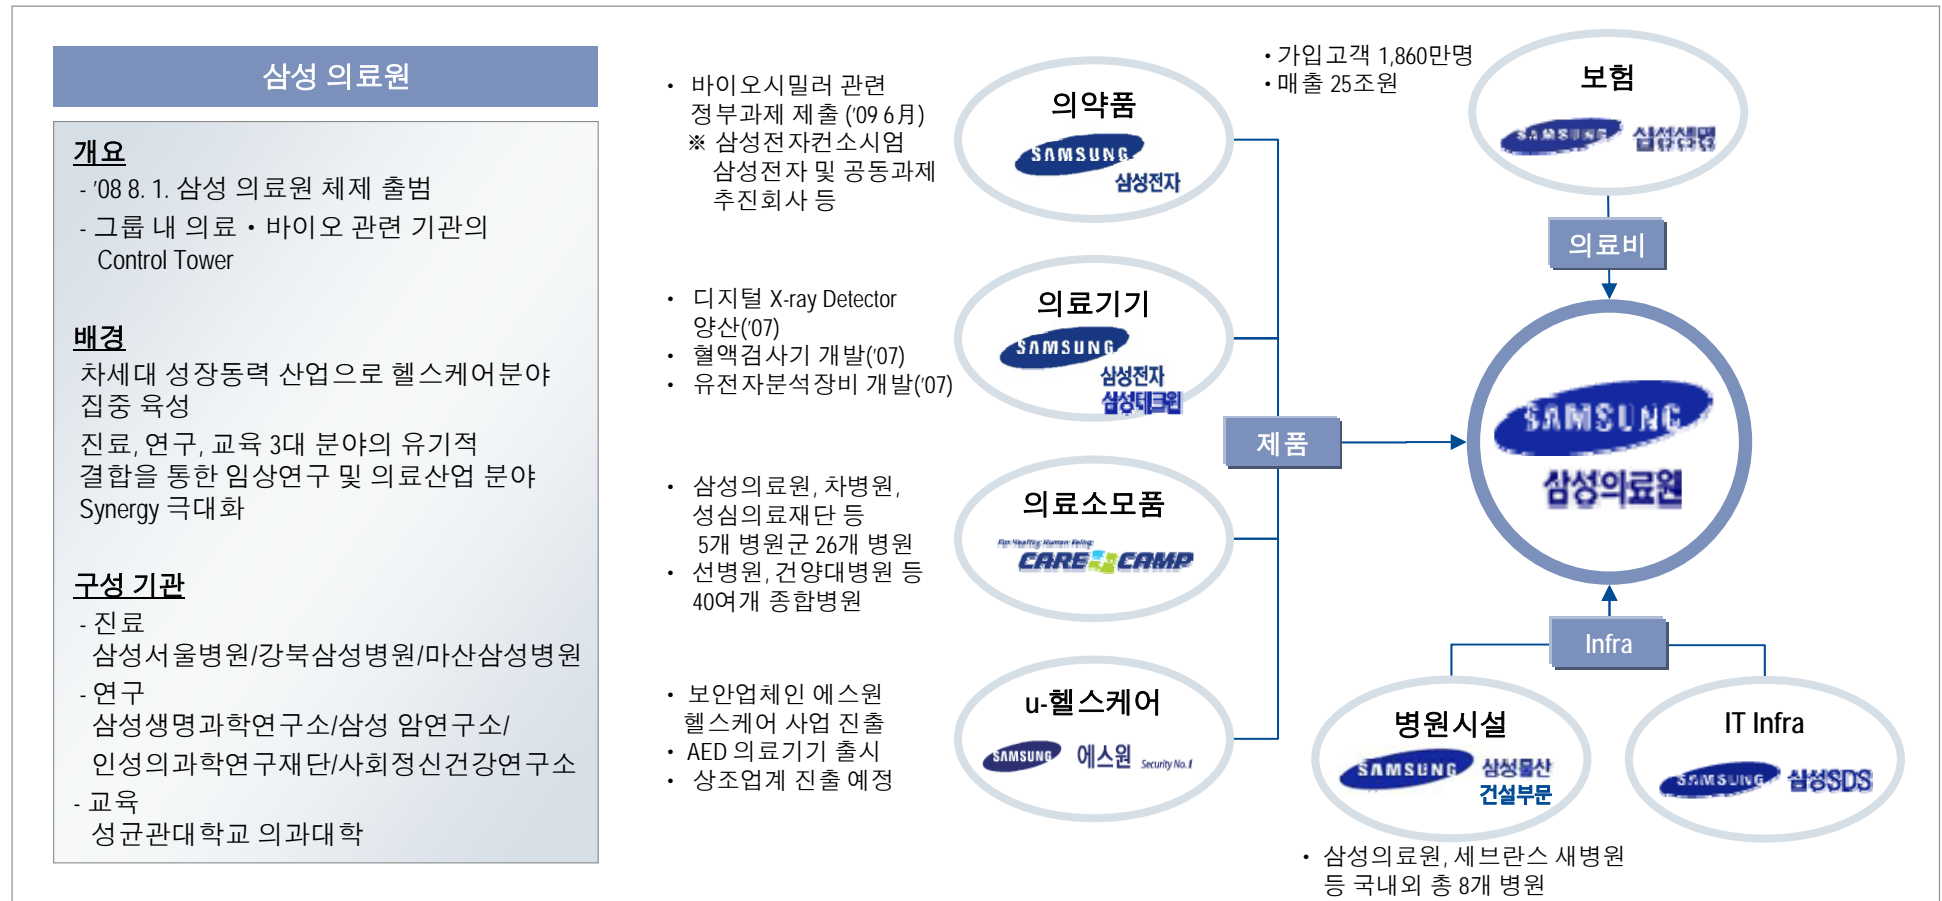 삼성 의료원
개요
- '08 8. 1. 삼성 의료원 체제 출범
- 그룹 내 의료・바이오 관련 기관의
Control Tower
배경
차세대 성장동력 산업으로 헬스케어분야
집중 육성
진료, 연구, 교육 3대 분야의 유기적
결합을 통한 임상연구 및 의료산업 분야
Synergy 극대화
구성 기관
- 진료
삼성서울병원/강북삼성병원/마산삼성병원
- 연구
삼성생명과학연구소/삼성 암연구소/
인성의과학연구재단/사회정신건강연구소
- 교육
성균관대학교 의과대학
• 바이오시밀러 관련
정부과제 제출 ('09 6月)
※ 삼성전자컨소시엄
삼성전자 및 공동과제
추진회사 등
의약품
SAMSUNG
삼성전자
• 디지털 X-ray Detector
양산('07)
• 혈액검사기 개발('07)
• 유전자분석장비 개발('07)
의료기기
SAMSUNG
삼성전자
삼성테크윈
• 삼성의료원, 차병원,
성심의료재단 등
5개 병원군 26개 병원
• 선병원, 건양대병원 등
40여개 종합병원
의료소모품
For Healthy Human Being
CARE CAMP
• 보안업체인 에스원
헬스케어 사업 진출
• AED 의료기기 출시
• 상조업계 진출 예정
u-헬스케어
SAMSUNG 에스원 Security No.1
제품
• 가입고객 1,860만명
• 매출 25조원
보험
SAMSUNG 삼성생명
의료비
SAMSUNG
삼성의료원
Infra
병원시설
SAMSUNG 삼성물산
건설부문
IT Infra
SAMSUNG 삼성SDS
• 삼성의료원, 세브란스 새병원
등 국내외 총 8개 병원